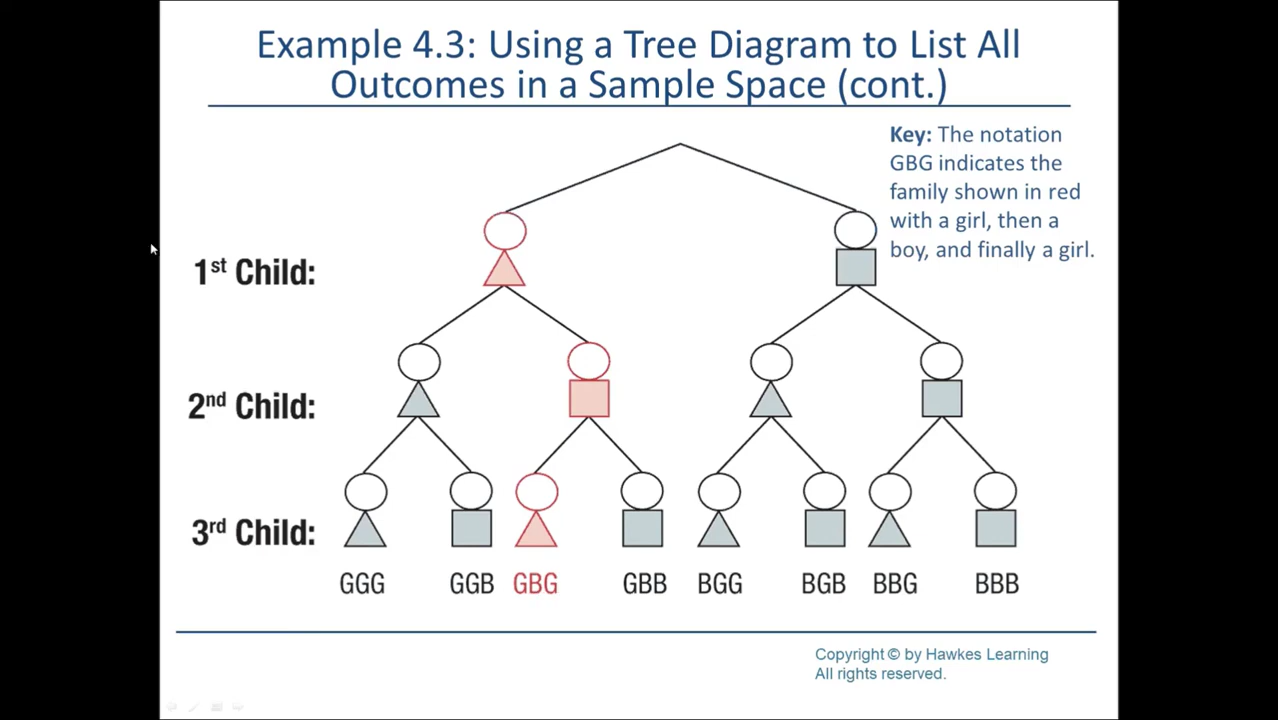 Example 4.3: Using a Tree Diagram to List All
Outcomes in a Sample Space (cont.)
Key: The notation
GBG indicates the
family shown in red
with a girl, then a
boy, and finally a girl.
1st Child:
2nd Child:
3rd Child:
GGG GGB GBG GBB BGG BGB BBG BBB
Copyright © by Hawkes Learning
All rights reserved.